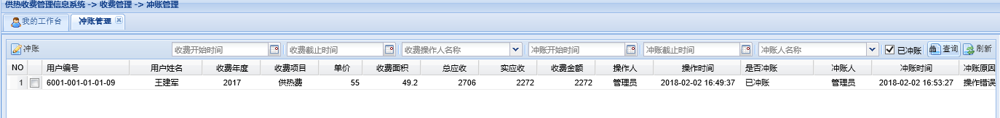 供热收费管理信息系统 -> 收费管理 -> 冲账管理
我的工作台 冲账管理
冲账 收费开始时间 收费截止时间 收费操作人名称 冲账开始时间 冲账截止时间 冲账人名称 已冲账 查询 刷新
NO 用户编号 用户姓名 收费年度 收费项目 单价 收费面积 总应收 实应收 收费金额 操作人 操作时间 是否冲账 冲账人 冲账时间 冲账原因
1 6001-001-01-01-09 王建军 2017 供热费 55 49.2 2706 2272 2272 管理员 2018-02-02 16:49:37 已冲账 管理员 2018-02-02 16:53:27 操作错误